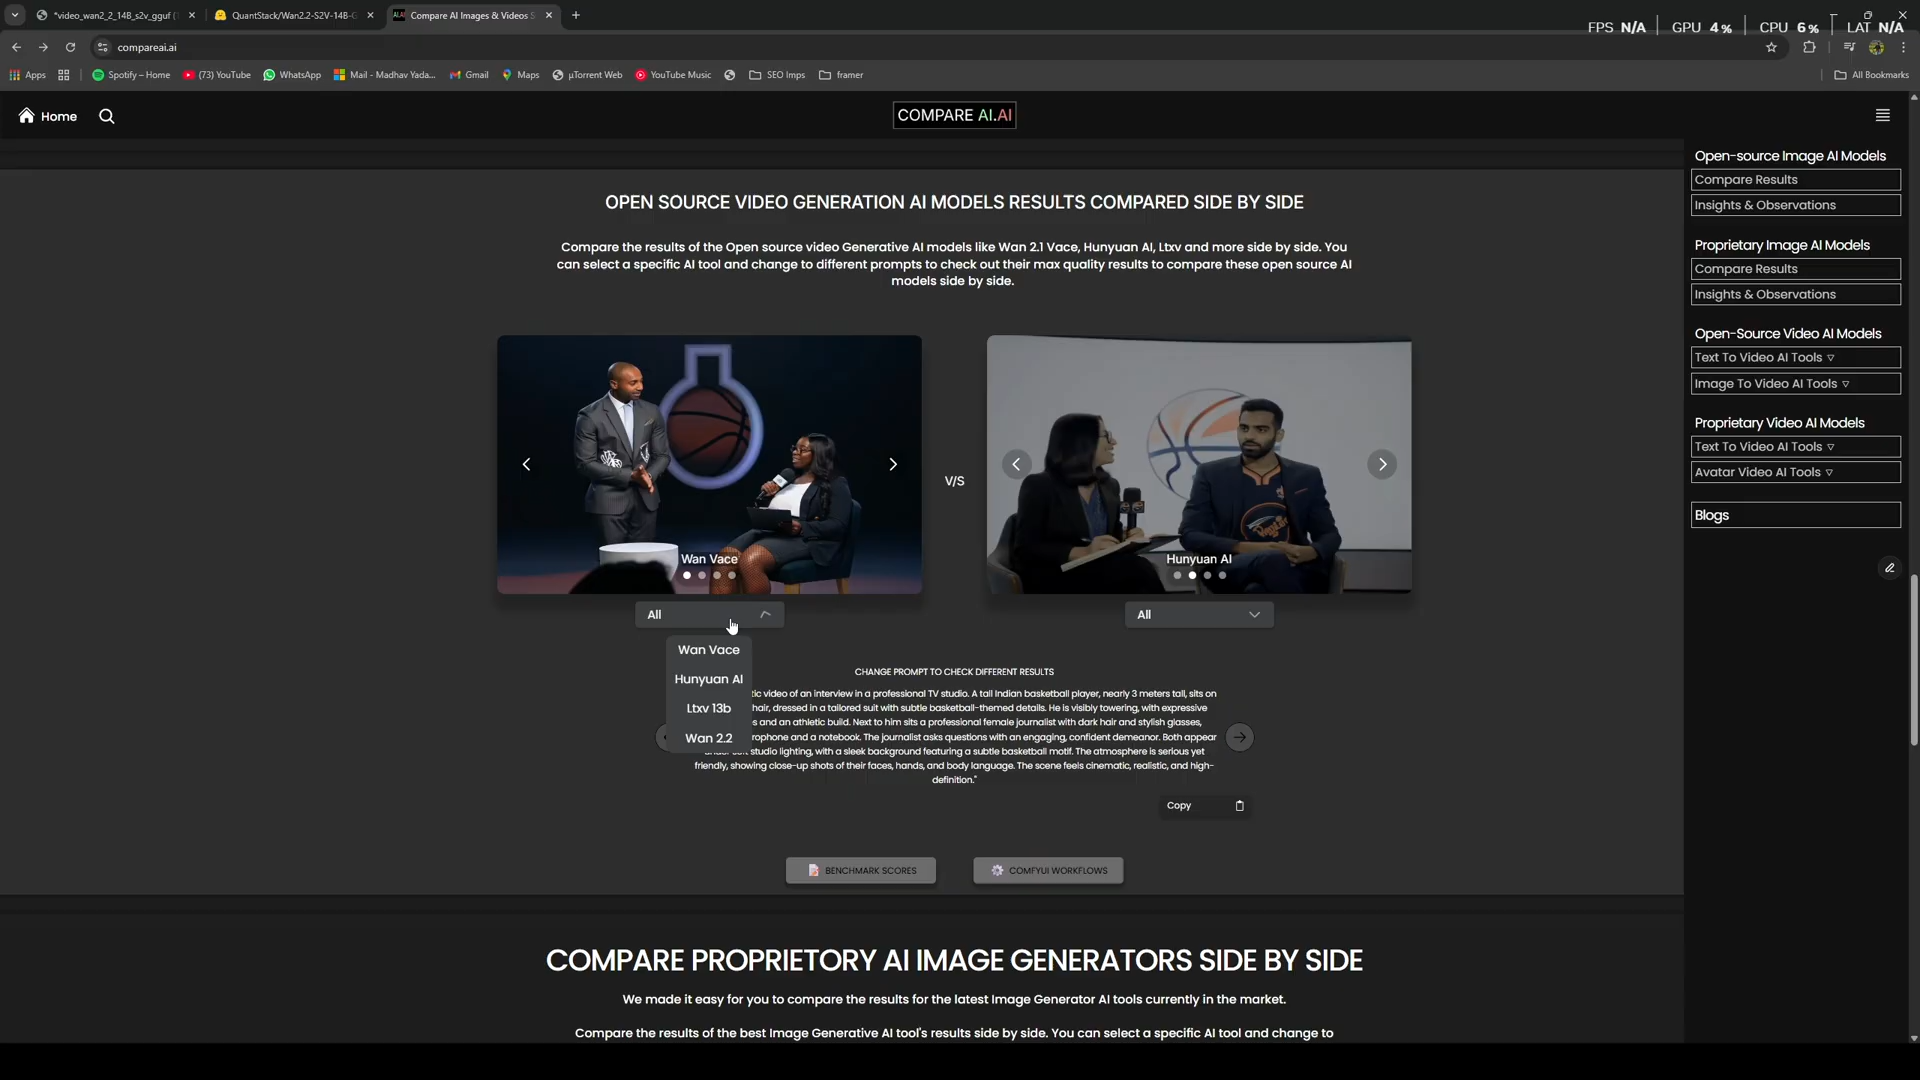 *video_wan2_2_14B_s2v_gguf (
QuantStack/Wan2.2-S2V-14B-G
Compare AI Images & Videos S
FPS N/A | GPU 4% | CPU 6% | LAT N/A
compareai.ai
Apps
Spotify – Home
(73) YouTube
WhatsApp
Mail - Madhav Yada...
Gmail
Maps
µTorrent Web
YouTube Music
SEO Imps
framer
All Bookmarks
Home
COMPARE AI.AI
OPEN SOURCE VIDEO GENERATION AI MODELS RESULTS COMPARED SIDE BY SIDE
Compare the results of the Open source video Generative AI models like Wan 2.1 Vace, Hunyuan AI, Ltxv and more side by side. You
can select a specific AI tool and change to different prompts to check out their max quality results to compare these open source AI
models side by side.
Wan Vace
V/S
Hunyuan AI
All
All
Wan Vace
Hunyuan AI
Ltxv 13b
Wan 2.2
CHANGE PROMPT TO CHECK DIFFERENT RESULTS
tic video of an interview in a professional TV studio. A tall Indian basketball player, nearly 3 meters tall, sits on
hair, dressed in a tailored suit with subtle basketball-themed details. He is visibly towering, with expressive
s and an athletic build. Next to him sits a professional female journalist with dark hair and stylish glasses,
rophone and a notebook. The journalist asks questions with an engaging, confident demeanor. Both appear
studio lighting, with a sleek background featuring a subtle basketball motif. The atmosphere is serious yet
friendly, showing close-up shots of their faces, hands, and body language. The scene feels cinematic, realistic, and high-
definition."
Copy
BENCHMARK SCORES
COMFYUI WORKFLOWS
COMPARE PROPRIETORY AI IMAGE GENERATORS SIDE BY SIDE
We made it easy for you to compare the results for the latest Image Generator AI tools currently in the market.
Compare the results of the best Image Generative AI tool's results side by side. You can select a specific AI tool and change to
Open-source Image AI Models
Compare Results
Insights & Observations
Proprietary Image AI Models
Compare Results
Insights & Observations
Open-Source Video AI Models
Text To Video AI Tools ▽
Image To Video AI Tools ▽
Proprietary Video AI Models
Text To Video AI Tools ▽
Avatar Video AI Tools ▽
Blogs